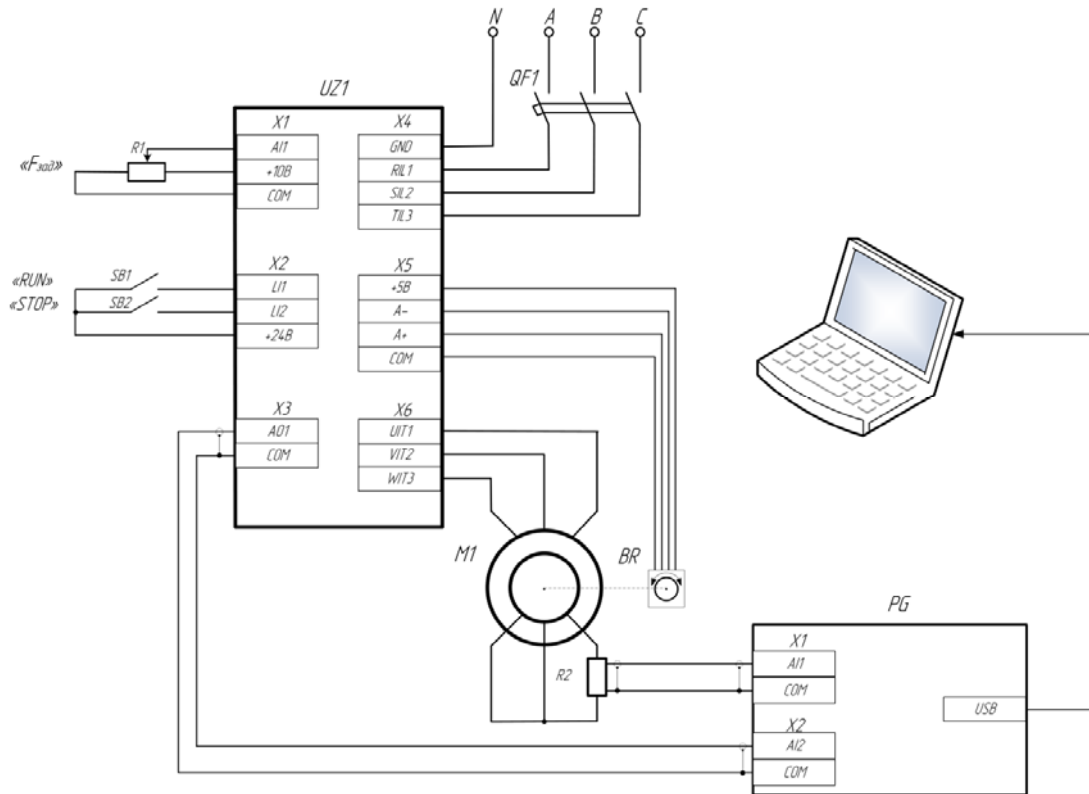 N A B C
QF1
UZ1
X1 X4
AI1 GND
R1
«Fзад» +10В RIL1
COM SIL2
TIL3
X2 X5
«RUN» SB1 LI1 +5В
«STOP» SB2 LI2 A-
+24В A+
COM
X3 X6
AO1 UIT1
COM VIT2
WIT3
M1 BR
PG
X1
R2 AI1
COM
USB
X2
AI2
COM